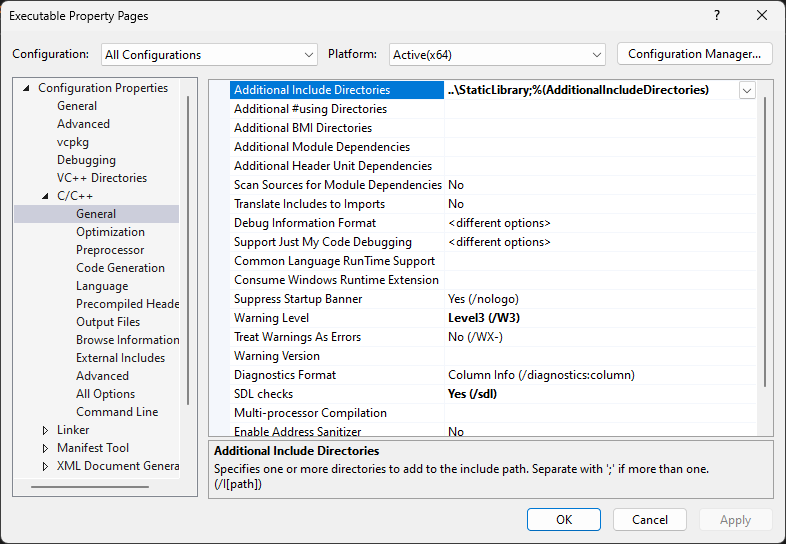 Executable Property Pages
?
Configuration: All Configurations Platform: Active(x64) Configuration Manager...
Configuration Properties
General
Advanced
vcpkg
Debugging
VC++ Directories
C/C++
General
Optimization
Preprocessor
Code Generation
Language
Precompiled Heade
Output Files
Browse Information
External Includes
Advanced
All Options
Command Line
Linker
Manifest Tool
XML Document Genera
Additional Include Directories ..\StaticLibrary;%(AdditionalIncludeDirectories)
Additional #using Directories
Additional BMI Directories
Additional Module Dependencies
Additional Header Unit Dependencies
Scan Sources for Module Dependencies No
Translate Includes to Imports No
Debug Information Format <different options>
Support Just My Code Debugging <different options>
Common Language RunTime Support
Consume Windows Runtime Extension
Suppress Startup Banner Yes (/nologo)
Warning Level Level3 (/W3)
Treat Warnings As Errors No (/WX-)
Warning Version
Diagnostics Format Column Info (/diagnostics:column)
SDL checks Yes (/sdl)
Multi-processor Compilation
Enable Address Sanitizer No
Additional Include Directories
Specifies one or more directories to add to the include path. Separate with ';' if more than one.
(/I[path])
OK Cancel Apply